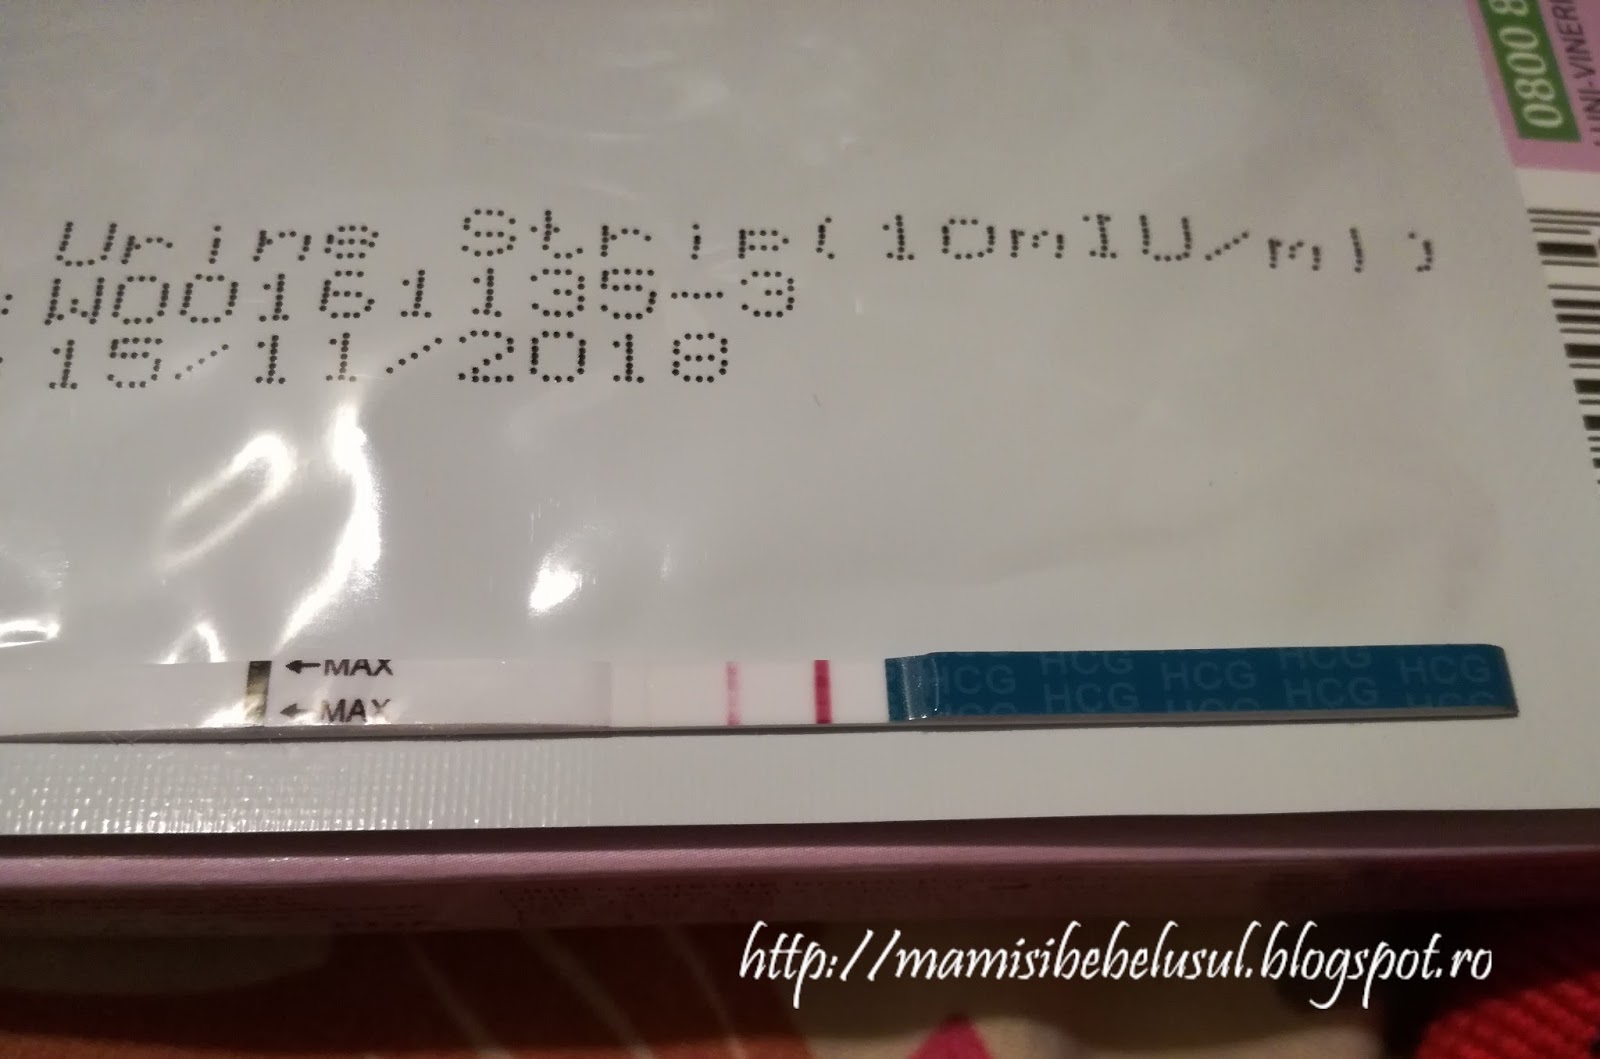 0800 8
LUNI-VINERI
Urine Strip(10mIU/ml)
W00161135-3
15/11/2018
←MAX
←MAX
HCG HCG HCG HCG HCG
HCG HCG HCG
http://mamisibebelusul.blogspot.ro